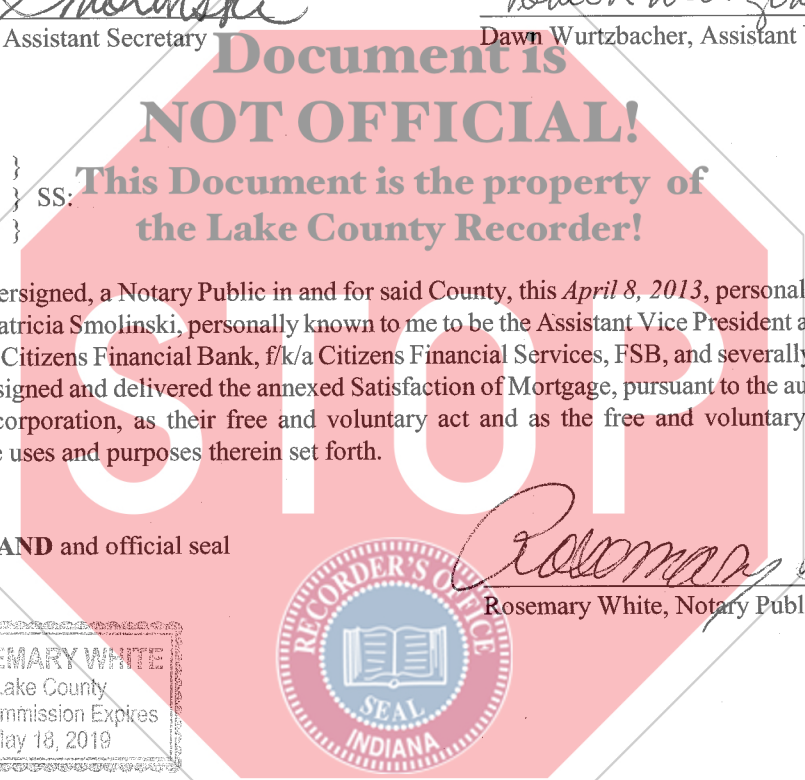 Smolinski
Assistant Secretary
Dawn Wurtzbacher, Assistant
Document is
NOT OFFICIAL!
This Document is the property of
the Lake County Recorder!
}
} SS:
}
ersigned, a Notary Public in and for said County, this April 8, 2013, personal
atricia Smolinski, personally known to me to be the Assistant Vice President a
Citizens Financial Bank, f/k/a Citizens Financial Services, FSB, and severally
signed and delivered the annexed Satisfaction of Mortgage, pursuant to the au
corporation, as their free and voluntary act and as the free and voluntary
e uses and purposes therein set forth.
STOP
AND and official seal
Rosemary
Rosemary White, Notary Publ
RECORDER'S OFFICE
SEAL
INDIANA
EMARY WHITE
Lake County
mmission Expires
May 18, 2019